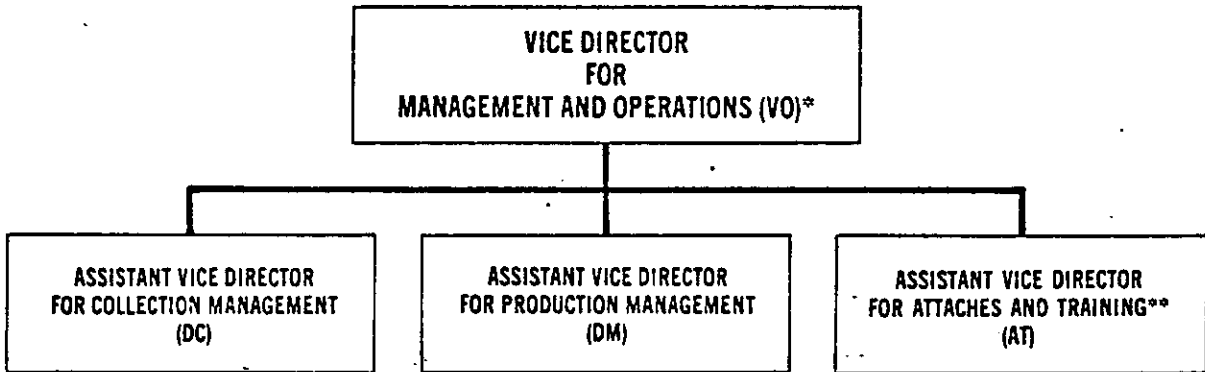 VICE DIRECTOR
FOR
MANAGEMENT AND OPERATIONS (VO)*
ASSISTANT VICE DIRECTOR
FOR COLLECTION MANAGEMENT
(DC)
ASSISTANT VICE DIRECTOR
FOR PRODUCTION MANAGEMENT
(DM)
ASSISTANT VICE DIRECTOR
FOR ATTACHES AND TRAINING**
(AT)